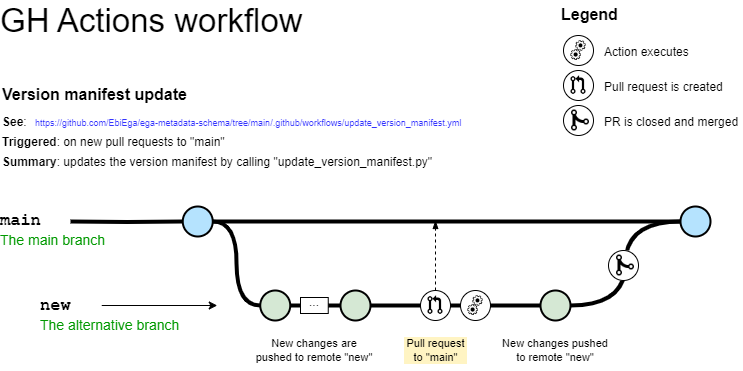 GH Actions workflow
Legend
Action executes
Pull request is created
PR is closed and merged
Version manifest update
See: https://github.com/EbiEga/ega-metadata-schema/tree/main/.github/workflows/update_version_manifest.yml
Triggered: on new pull requests to "main"
Summary: updates the version manifest by calling "update_version_manifest.py"
main
The main branch
new
The alternative branch
...
New changes are
pushed to remote "new"
Pull request
to "main"
New changes pushed
to remote "new"